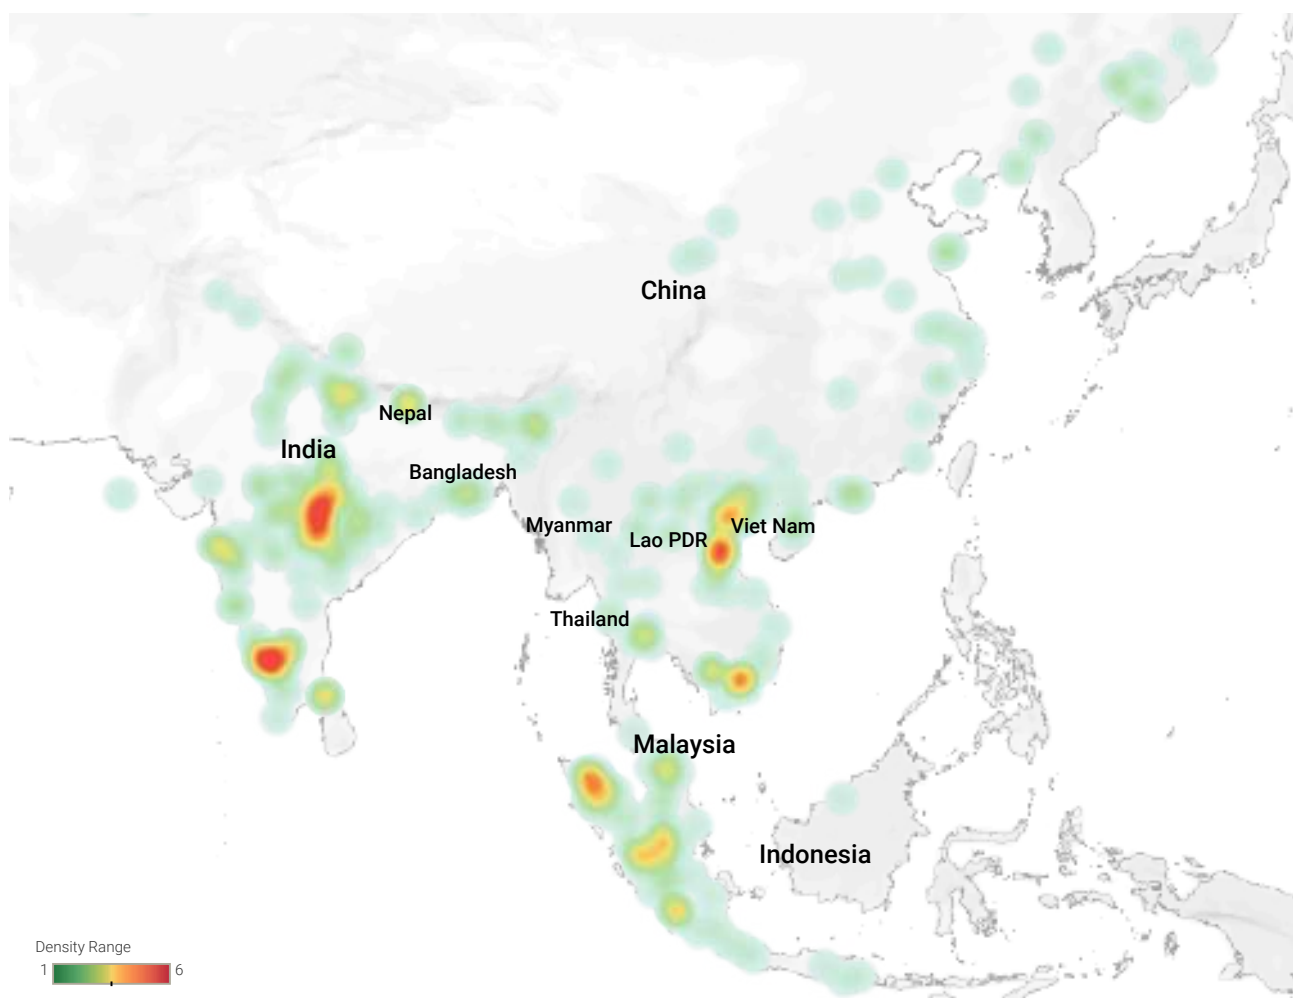 China
Nepal
India
Bangladesh
Myanmar
Viet Nam
Lao PDR
Thailand
Malaysia
Indonesia
Density Range
1 6